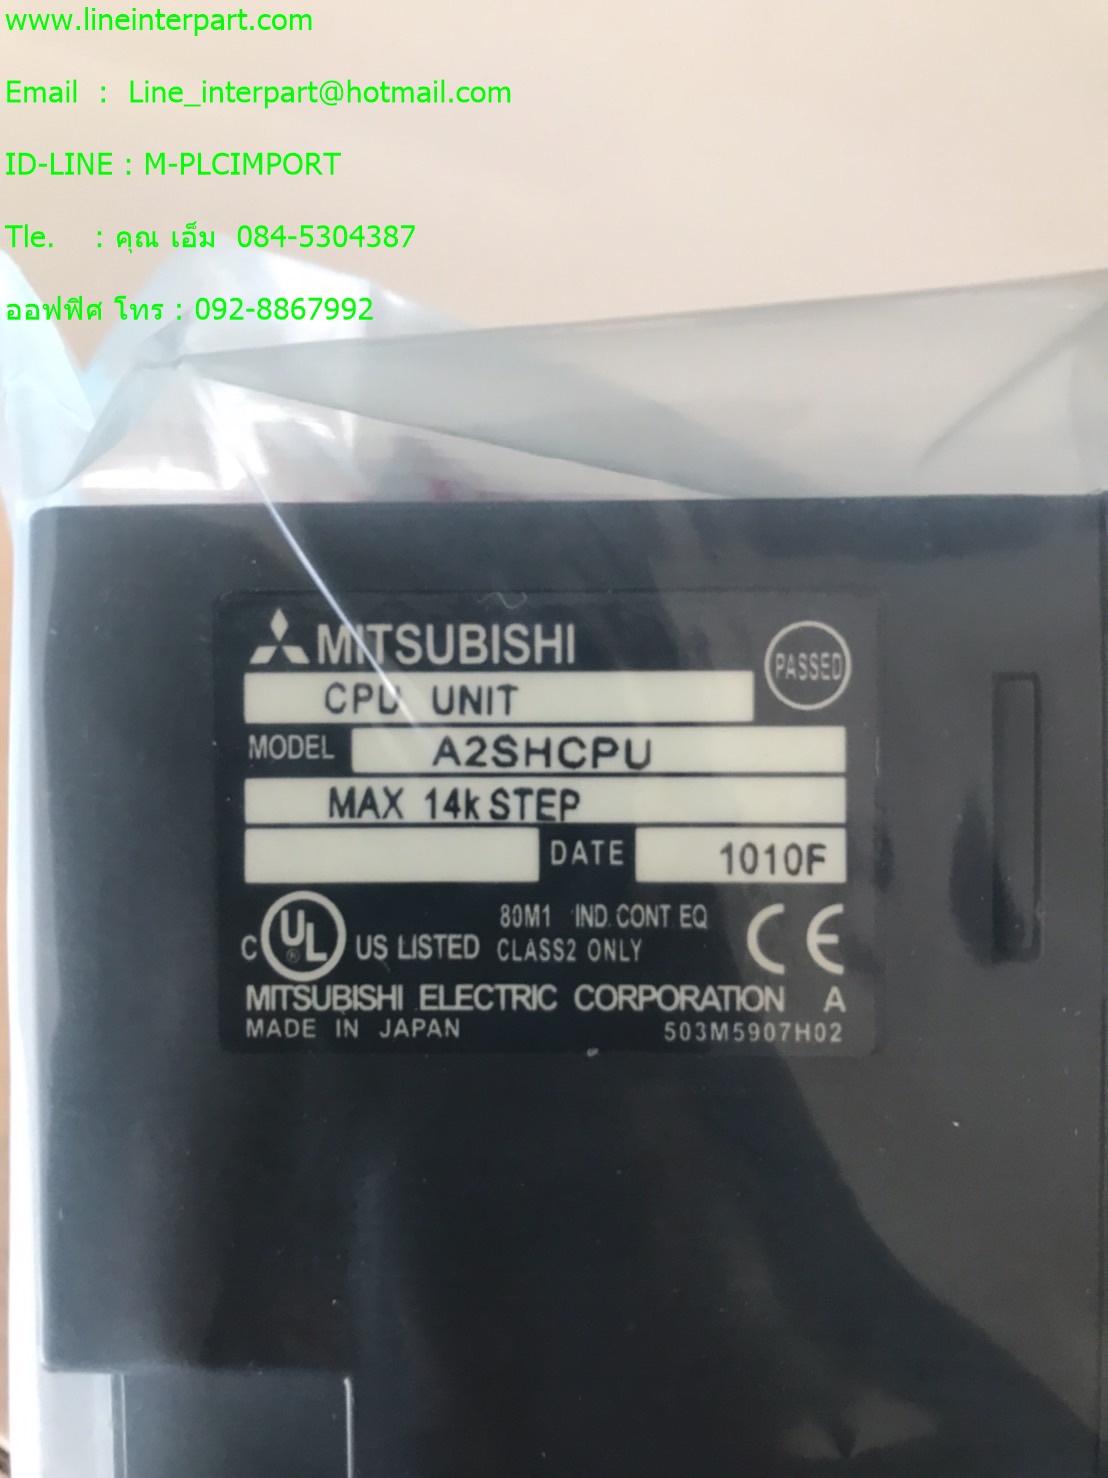 www.lineinterpart.com
Email : Line_interpart@hotmail.com
ID-LINE : M-PLCIMPORT
Tle. : คุณ เอ็ม 084-5304387
ออฟฟิศ โทร : 092-8867992
MITSUBISHI
PASSED
CPU UNIT
MODEL A2SHCPU
MAX 14k STEP
DATE 1010F
C UL ® US LISTED
80M1 IND. CONT. EQ
CLASS2 ONLY
CE
MITSUBISHI ELECTRIC CORPORATION A
MADE IN JAPAN 503M5907H02